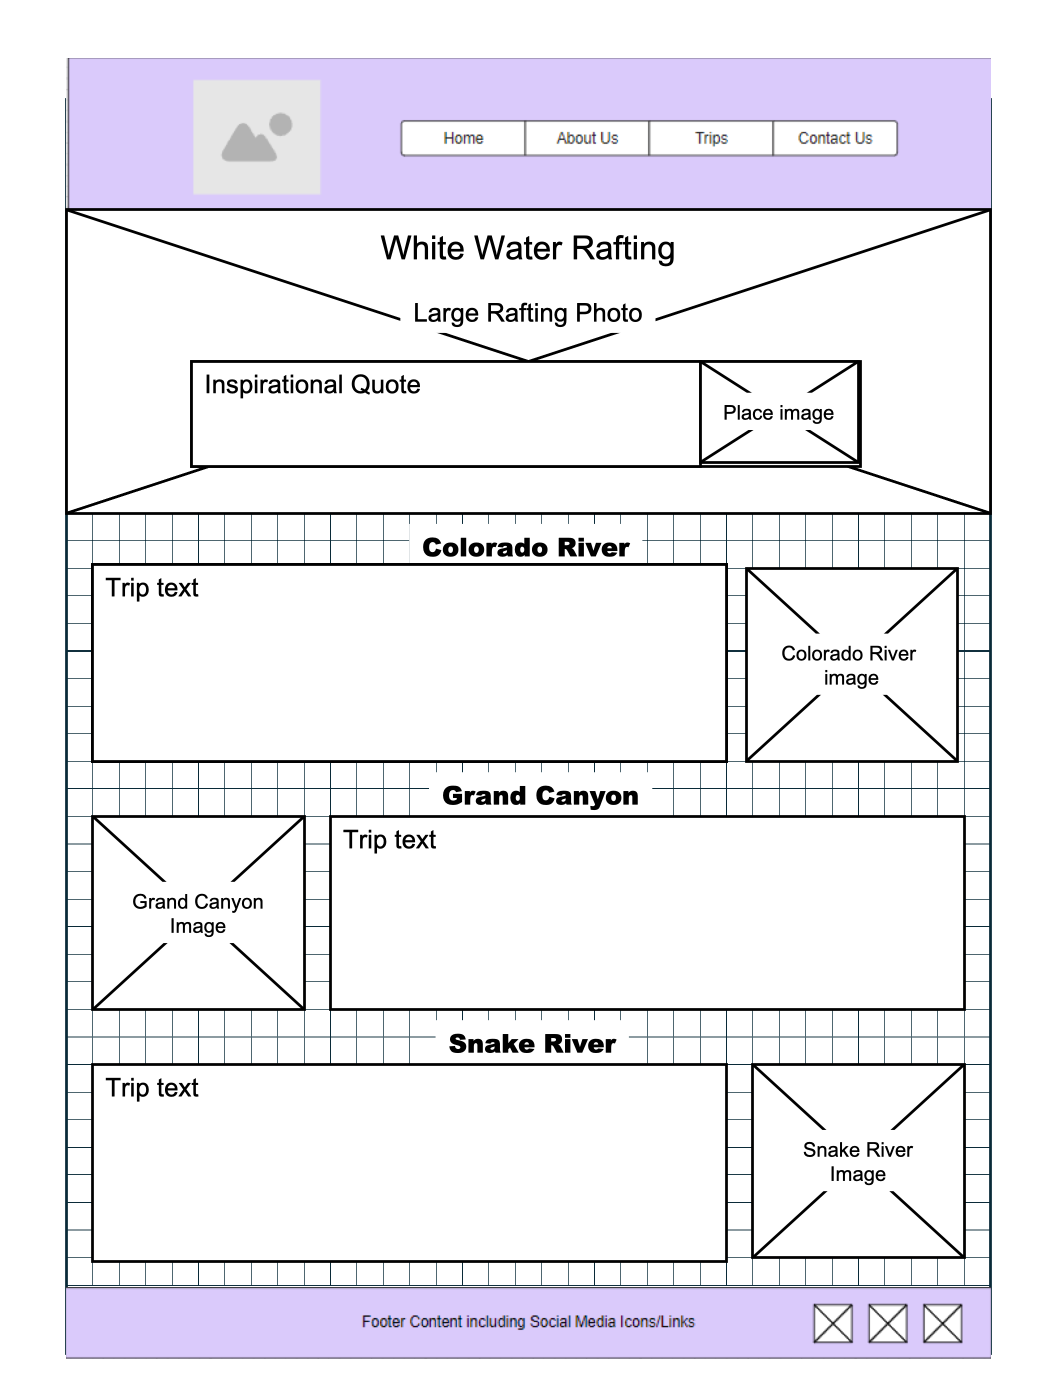 Home
About Us
Trips
Contact Us
White Water Rafting
Large Rafting Photo
Inspirational Quote
Place image
Colorado River
Trip text
Colorado River
image
Grand Canyon
Grand Canyon
Image
Trip text
Snake River
Trip text
Snake River
Image
Footer Content including Social Media Icons/Links